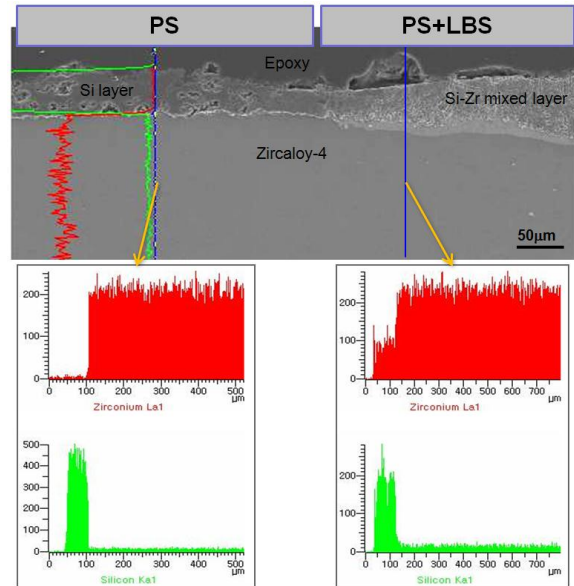 PS
PS+LBS
Epoxy
Si layer
Si-Zr mixed layer
Zircaloy-4
50μm
200
100
0
0 100 200 300 400 500
μm
Zirconium La1
200
100
0
0 100 200 300 400 500 600 700
μm
Zirconium La1
500
400
300
200
100
0
0 100 200 300 400 500
μm
Silicon Ka1
200
100
0
0 100 200 300 400 500 600 700
μm
Silicon Ka1